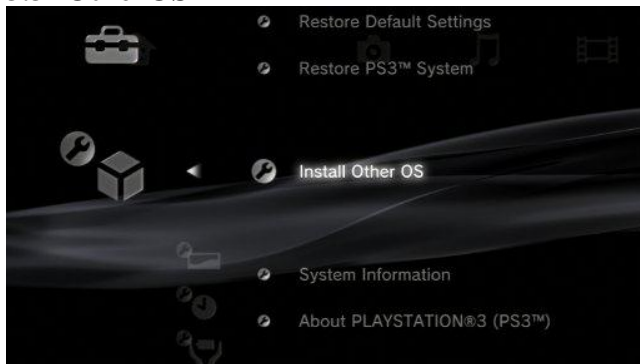 Restore Default Settings
Restore PS3™ System
Install Other OS
System Information
About PLAYSTATION®3 (PS3™)